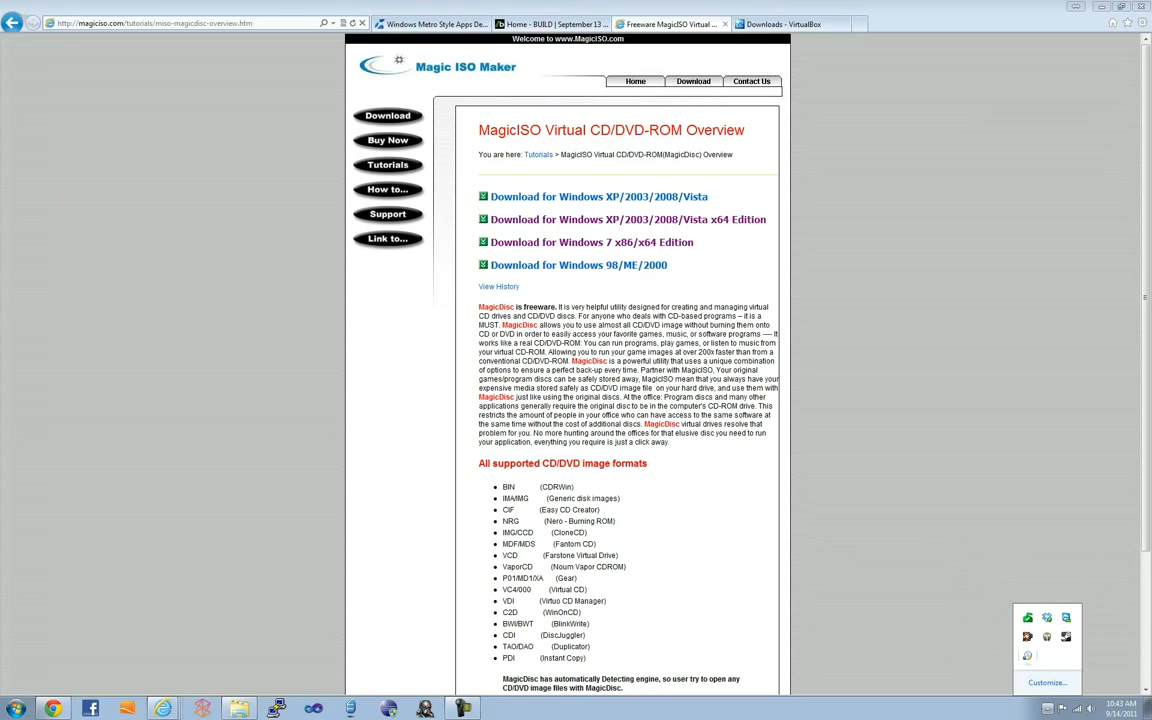 http://magiciso.com/tutorials/miso-magicdisc-overview.htm
Windows Metro Style Apps De...
Home - BUILD | September 13 ...
Freeware MagicISO Virtual ...
Downloads - VirtualBox
Welcome to www.MagicISO.com
Magic ISO Maker
Home
Download
Contact Us
Download
Buy Now
Tutorials
How to...
Support
Link to...
MagicISO Virtual CD/DVD-ROM Overview
You are here: Tutorials > MagicISO Virtual CD/DVD-ROM(MagicDisc) Overview
Download for Windows XP/2003/2008/Vista
Download for Windows XP/2003/2008/Vista x64 Edition
Download for Windows 7 x86/x64 Edition
Download for Windows 98/ME/2000
View History
MagicDisc is freeware. It is very helpful utility designed for creating and managing virtual
CD drives and CD/DVD discs. For anyone who deals with CD-based programs – it is a
MUST. MagicDisc allows you to use almost all CD/DVD image without burning them onto
CD or DVD in order to easily access your favorite games, music, or software programs ---- It
works like a real CD/DVD-ROM: You can run programs, play games, or listen to music from
your virtual CD-ROM. Allowing you to run your game images at over 200x faster than from a
conventional CD/DVD-ROM. MagicDisc is a powerful utility that uses a unique combination
of options to ensure a perfect back-up every time. Partner with MagicISO, Your original
games/program discs can be safely stored away, MagicISO mean that you always have your
expensive media stored safely as CD/DVD image file  on your hard drive, and use them with
MagicDisc just like using the original discs. At the office: Program discs and many other
applications generally require the original disc to be in the computer's CD-ROM drive. This
restricts the amount of people in your office who can have access to the same software at
the same time without the cost of additional discs. MagicDisc virtual drives resolve that
problem for you. No more hunting around the offices for that elusive disc you need to run
your application, everything you require is just a click away.
All supported CD/DVD image formats
BIN (CDRWin)
IMA/IMG (Generic disk images)
CIF (Easy CD Creator)
NRG (Nero - Burning ROM)
IMG/CCD (CloneCD)
MDF/MDS (Fantom CD)
VCD (Farstone Virtual Drive)
VaporCD (Noum Vapor CDROM)
P01/MD1/XA (Gear)
VC4/000 (Virtual CD)
VDI (Virtuo CD Manager)
C2D (WinOnCD)
BWI/BWT (BlinkWrite)
CDI (DiscJuggler)
TAO/DAO (Duplicator)
PDI (Instant Copy)
MagicDisc has automatically Detecting engine, so user try to open any
CD/DVD image files with MagicDisc.
Customize...
10:43 AM
9/14/2011